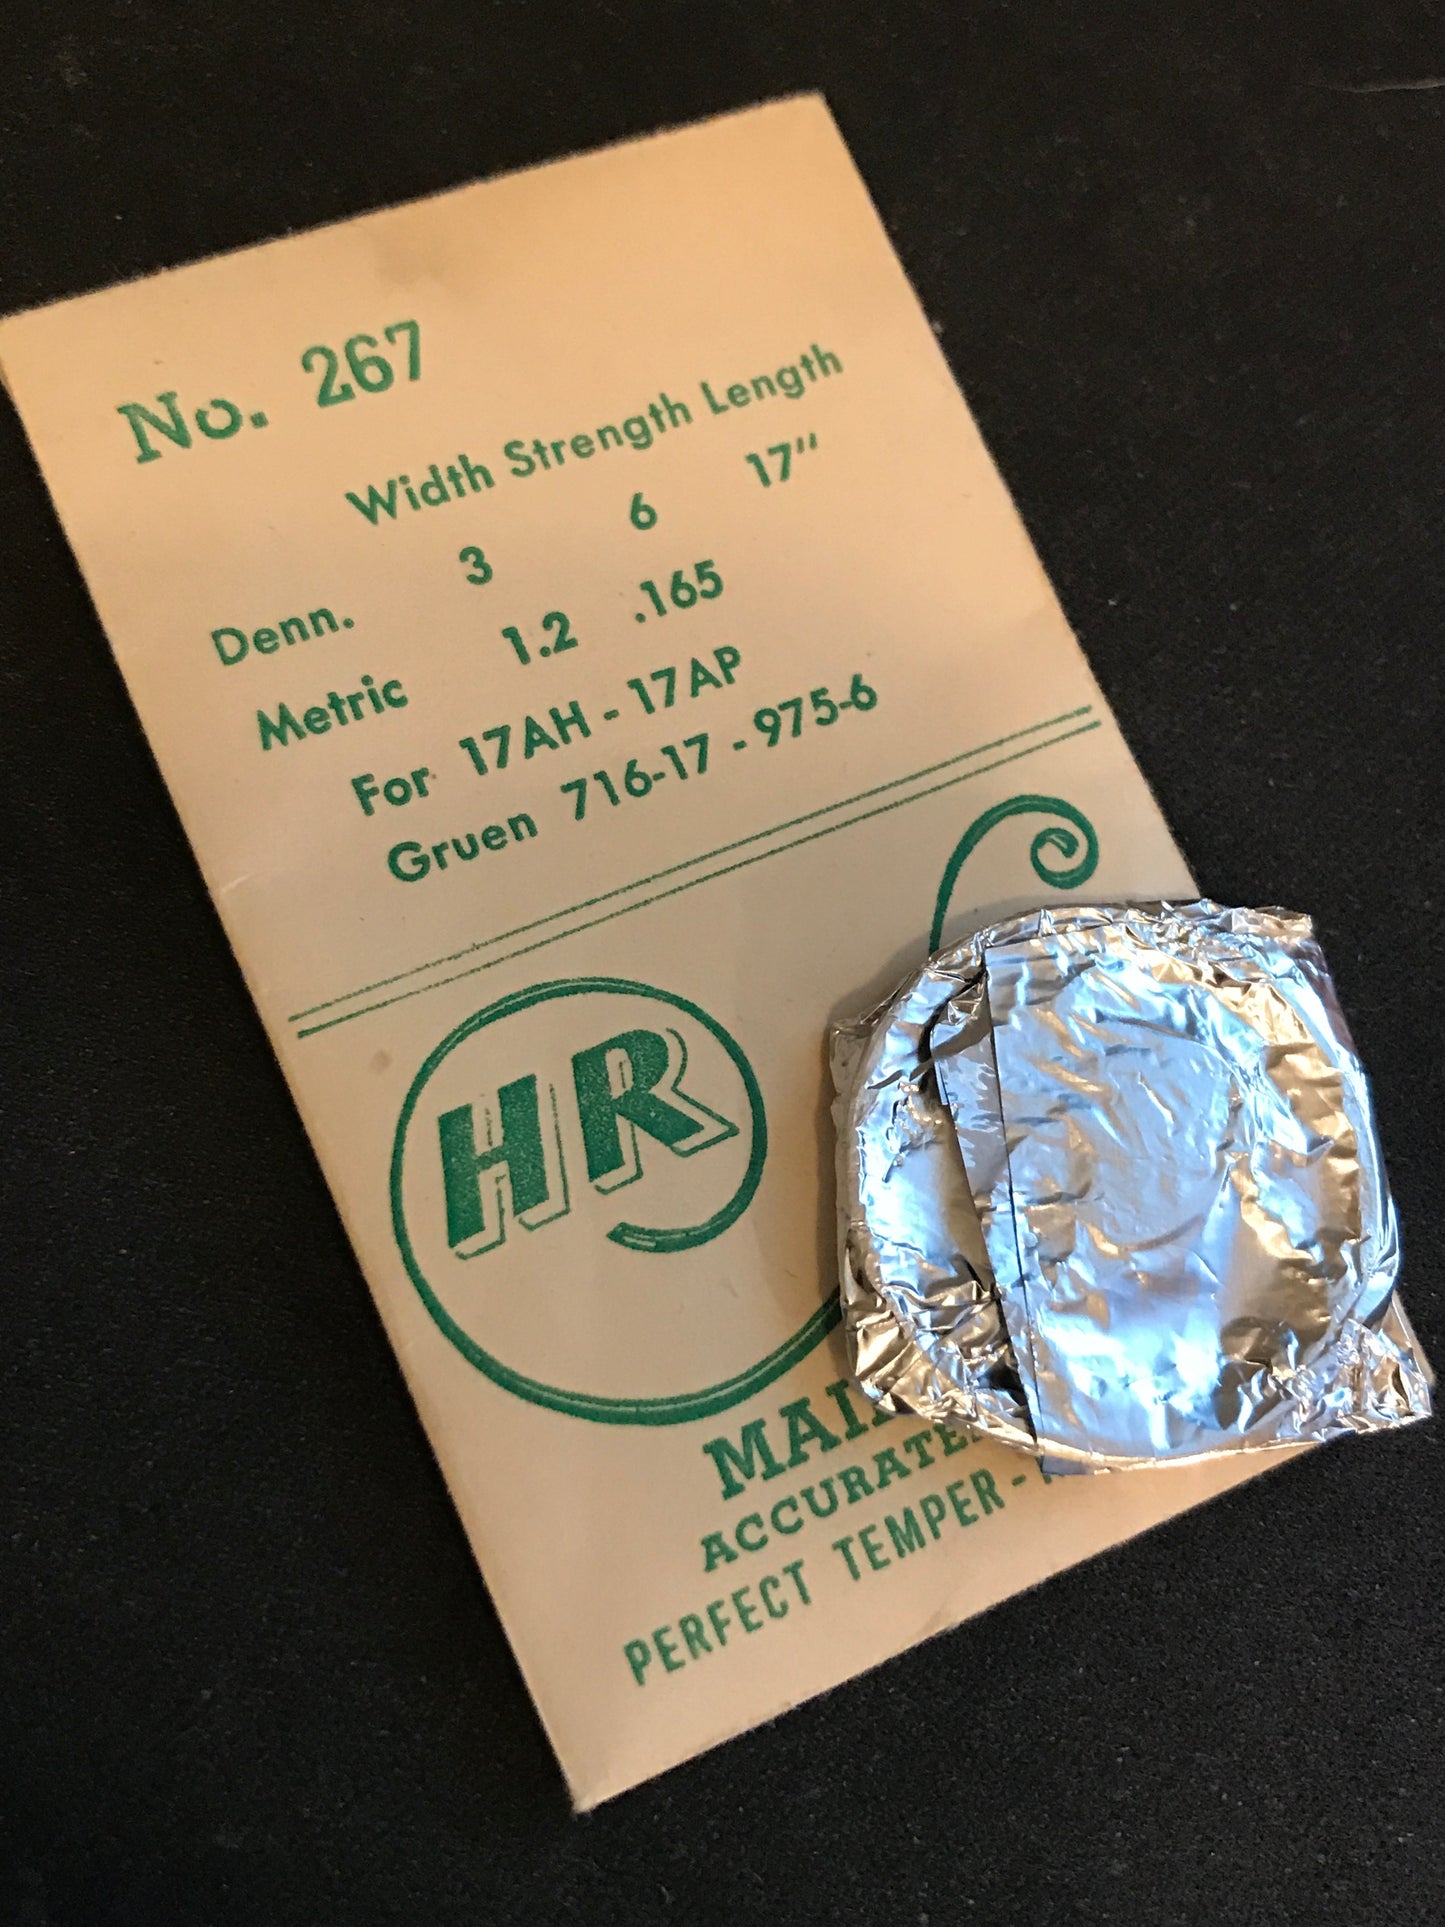 No. 267
Width Strength Length
Denn. 3 6 17"
Metric 1.2 .165
For 17AH - 17AP
Gruen 716-17 - 975-6
HR
PERFECT TEMPER -